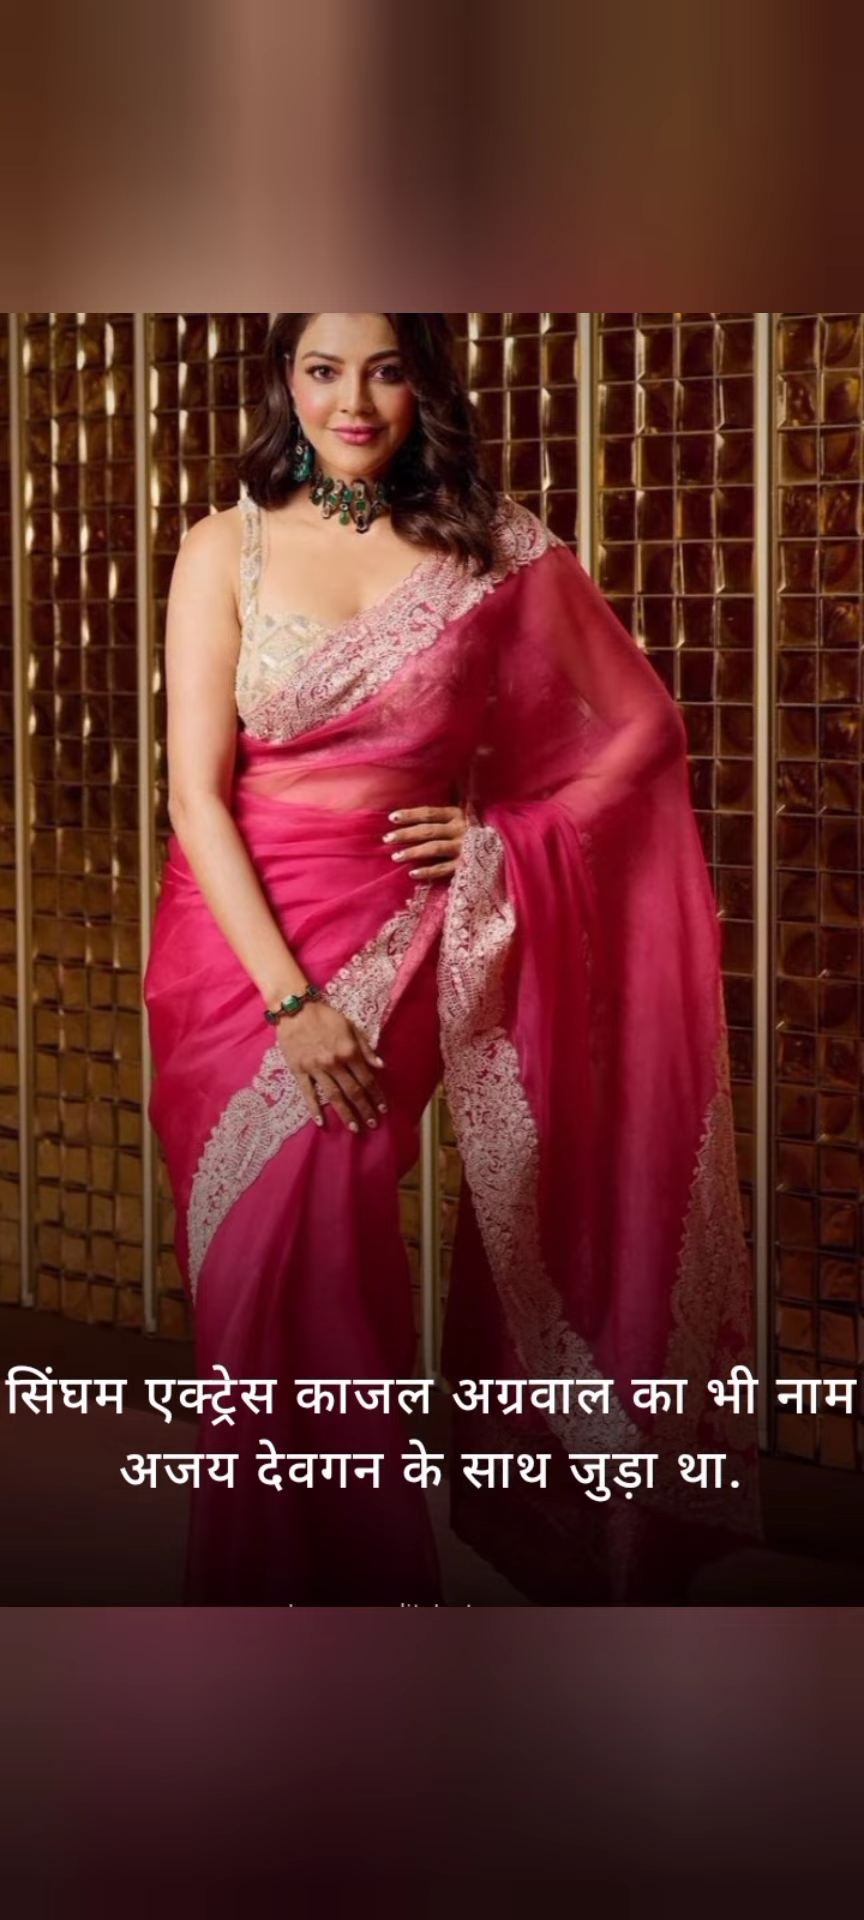 सिंघम एक्ट्रेस काजल अग्रवाल का भी नाम
अजय देवगन के साथ जुड़ा था.